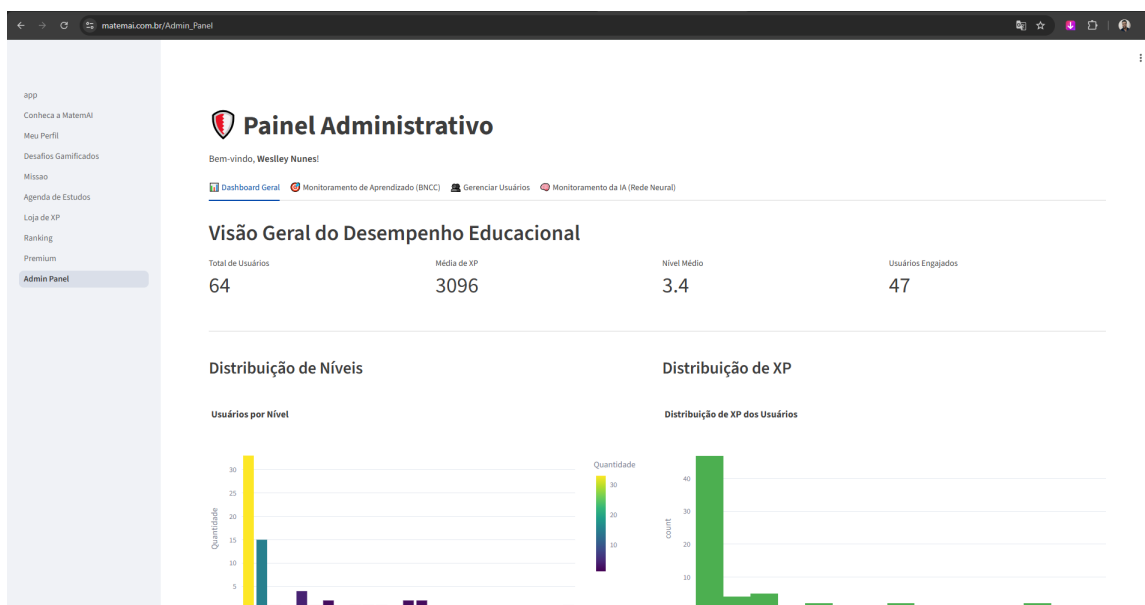 matemai.com.br/Admin_Panel
app
Conheca a MatemAI
Meu Perfil
Desafios Gamificados
Missao
Agenda de Estudos
Loja de XP
Ranking
Premium
Admin Panel
Painel Administrativo
Bem-vindo, Weslley Nunes!
Dashboard Geral Monitoramento de Aprendizado (BNCC) Gerenciar Usuários Monitoramento da IA (Rede Neural)
Visão Geral do Desempenho Educacional
Total de Usuários Média de XP Nível Médio Usuários Engajados
64 3096 3.4 47
Distribuição de Níveis
Usuários por Nível
Quantidade
30
25
20
15
10
5
Quantidade
30
20
10
Distribuição de XP
Distribuição de XP dos Usuários
count
40
30
20
10